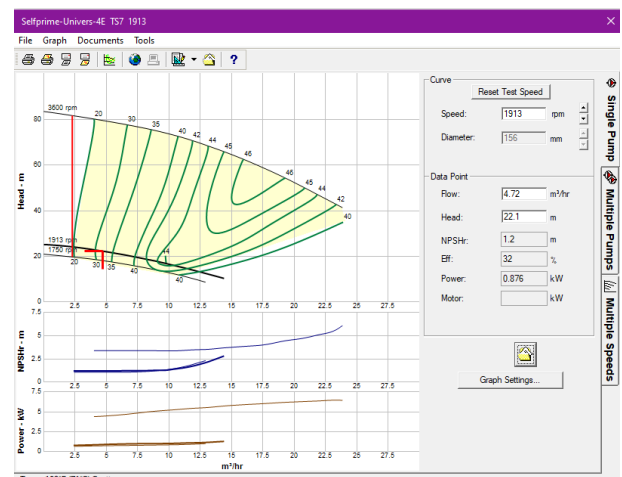 Selfprime-Univers-4E TS7 1913
File Graph Documents Tools
?
Curve
Reset Test Speed
Speed: 1913 rpm
Diameter: 156 mm
Data Point
Flow: 4.72 m³/hr
Head: 22.1 m
NPSHr: 1.2 m
Eff: 32 %
Power: 0.876 kW
Motor: kW
Graph Settings...
Single Pump
Multiple Pumps
Multiple Speeds
Head - m
80
60
40
20
0
3600 rpm
20
30
35
40 42 44 45 46
46
45
44
42
40
1913 rpm
1750 rpm
20 30 35 40 44
40
2.5 5 7.5 10 12.5 15 17.5 20 22.5 25 27.5
NPSHr - m
7.5
5
2.5
0
2.5 5 7.5 10 12.5 15 17.5 20 22.5 25 27.5
Power - kW
7.5
5
2.5
0
2.5 5 7.5 10 12.5 15 17.5 20 22.5 25 27.5
m³/hr